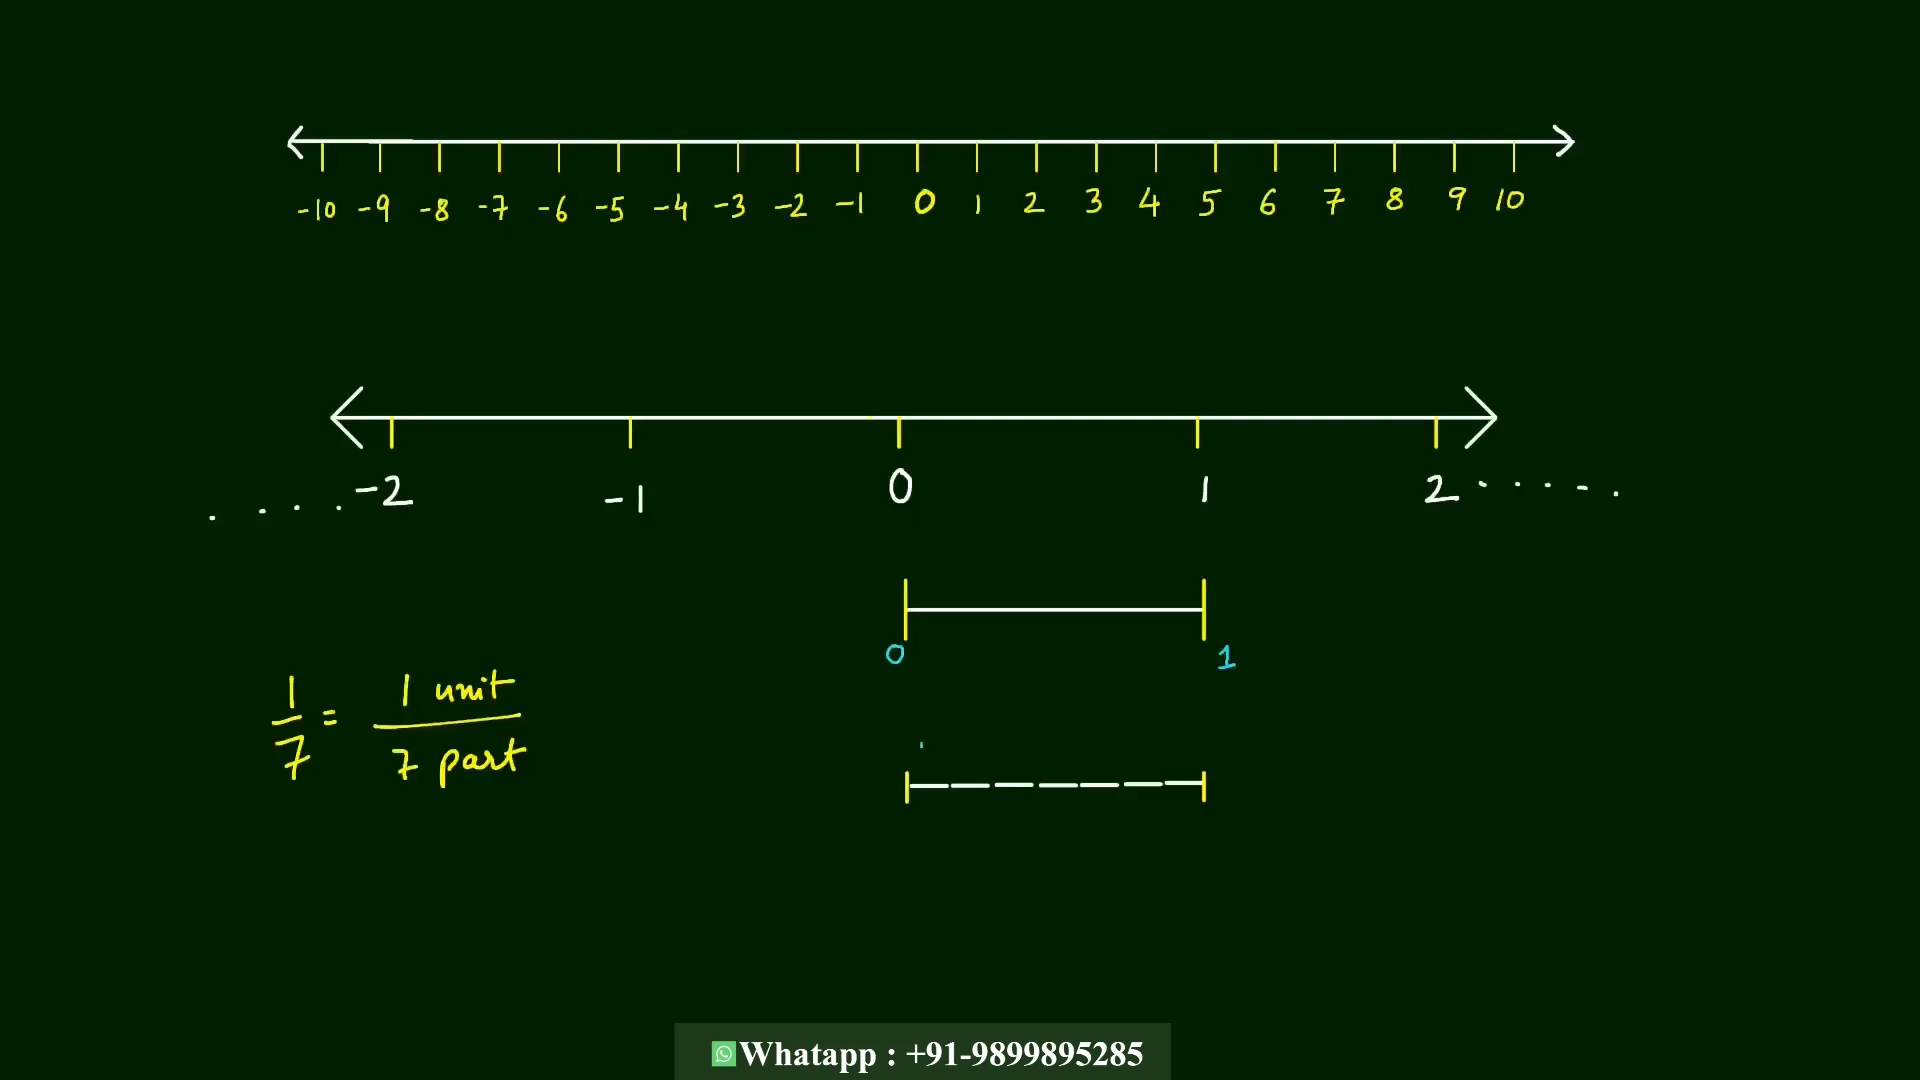 -10 -9 -8 -7 -6 -5 -4 -3 -2 -1 0 1 2 3 4 5 6 7 8 9 10
. . . . -2 -1 0 1 2 . . . . .
0 1
1/7 = 1 unit / 7 part
Whatapp : +91-9899895285